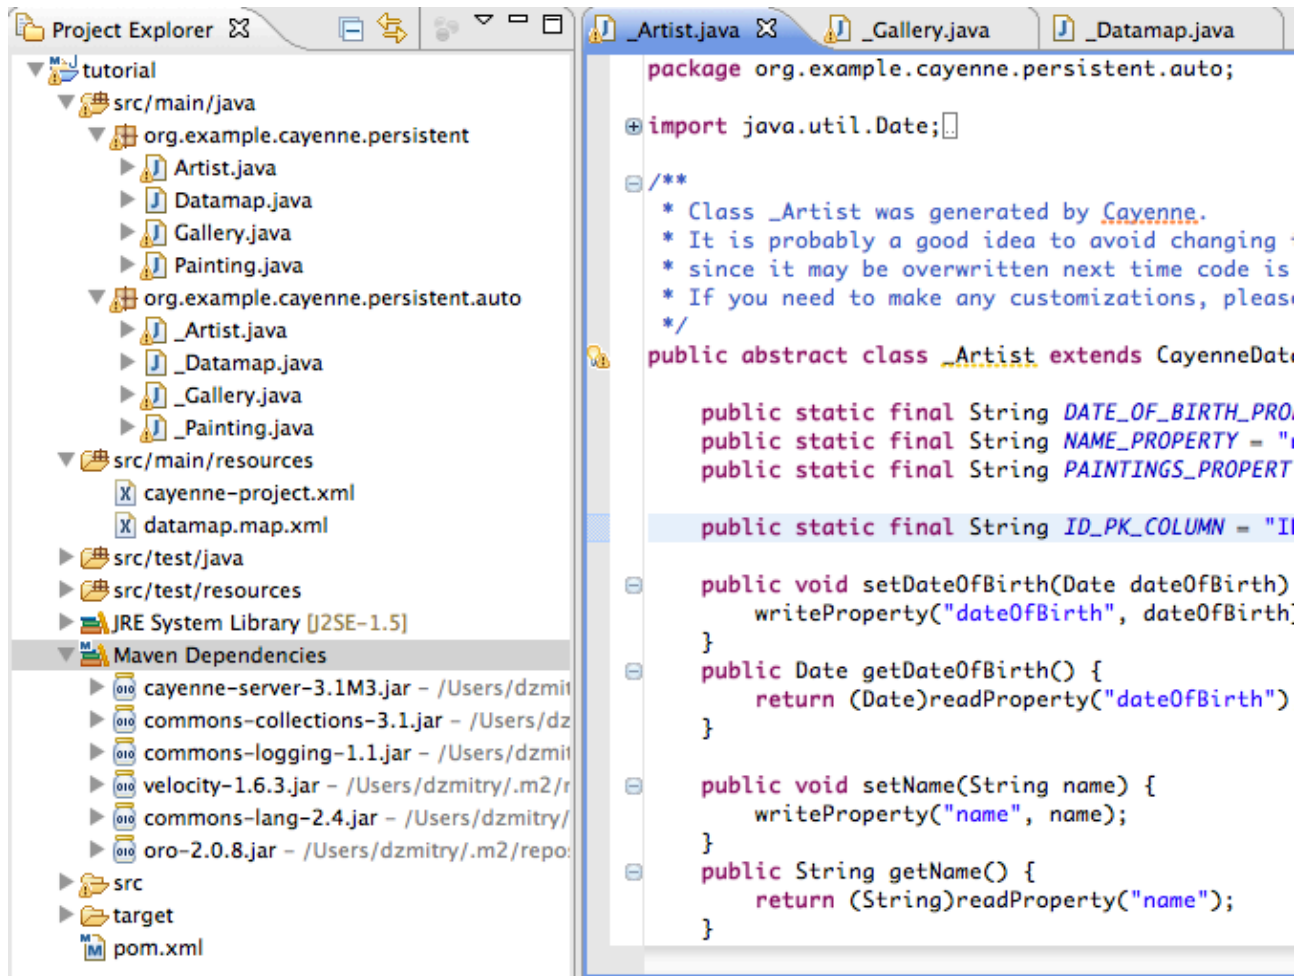 Project Explorer
tutorial
src/main/java
org.example.cayenne.persistent
Artist.java
Datamap.java
Gallery.java
Painting.java
org.example.cayenne.persistent.auto
_Artist.java
_Datamap.java
_Gallery.java
_Painting.java
src/main/resources
cayenne-project.xml
datamap.map.xml
src/test/java
src/test/resources
JRE System Library [J2SE-1.5]
Maven Dependencies
cayenne-server-3.1M3.jar - /Users/dzmit
commons-collections-3.1.jar - /Users/dz
commons-logging-1.1.jar - /Users/dzmit
velocity-1.6.3.jar - /Users/dzmitry/.m2/r
commons-lang-2.4.jar - /Users/dzmitry/
oro-2.0.8.jar - /Users/dzmitry/.m2/repo
src
target
pom.xml
_Artist.java _Gallery.java _Datamap.java
package org.example.cayenne.persistent.auto;
import java.util.Date;
/**
* Class _Artist was generated by Cayenne.
* It is probably a good idea to avoid changing
* since it may be overwritten next time code is
* If you need to make any customizations, please
*/
public abstract class _Artist extends CayenneData
public static final String DATE_OF_BIRTH_PRO
public static final String NAME_PROPERTY = "
public static final String PAINTINGS_PROPERT
public static final String ID_PK_COLUMN = "I
public void setDateOfBirth(Date dateOfBirth)
writeProperty("dateOfBirth", dateOfBirth)
}
public Date getDateOfBirth() {
return (Date)readProperty("dateOfBirth")
}
public void setName(String name) {
writeProperty("name", name);
}
public String getName() {
return (String)readProperty("name");
}